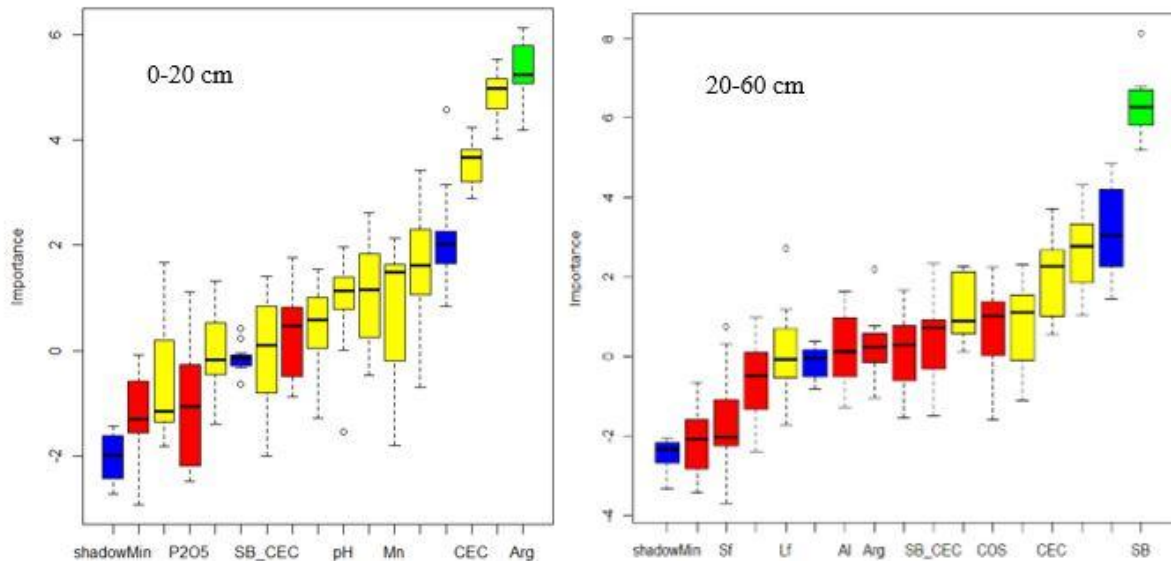 0-20 cm
Importance
6
4
2
0
-2
shadowMin P2O5 SB_CEC pH Mn CEC Arg
20-60 cm
Importance
8
6
4
2
0
-2
-4
shadowMin Sf Lf Al Arg SB_CEC COS CEC SB